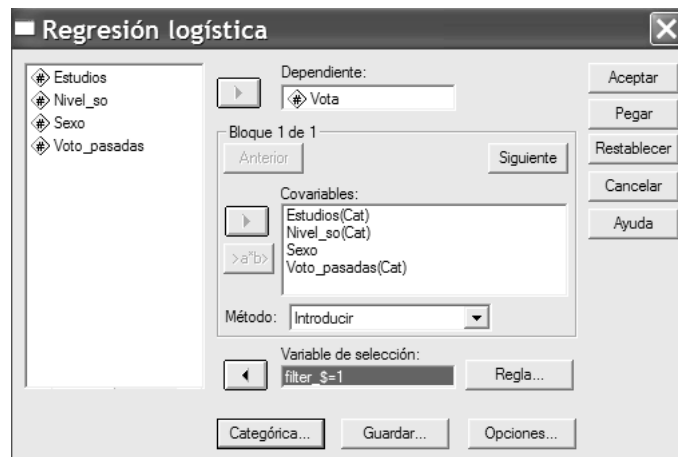 Regresión logística
Estudios
Nivel_so
Sexo
Voto_pasadas
Dependiente:
Vota
Bloque 1 de 1
Anterior
Siguiente
Covariables:
Estudios(Cat)
Nivel_so(Cat)
Sexo
Voto_pasadas(Cat)
>a*b>
Método:
Introducir
Variable de selección:
filter_$=1
Regla...
Categórica...
Guardar...
Opciones...
Aceptar
Pegar
Restablecer
Cancelar
Ayuda